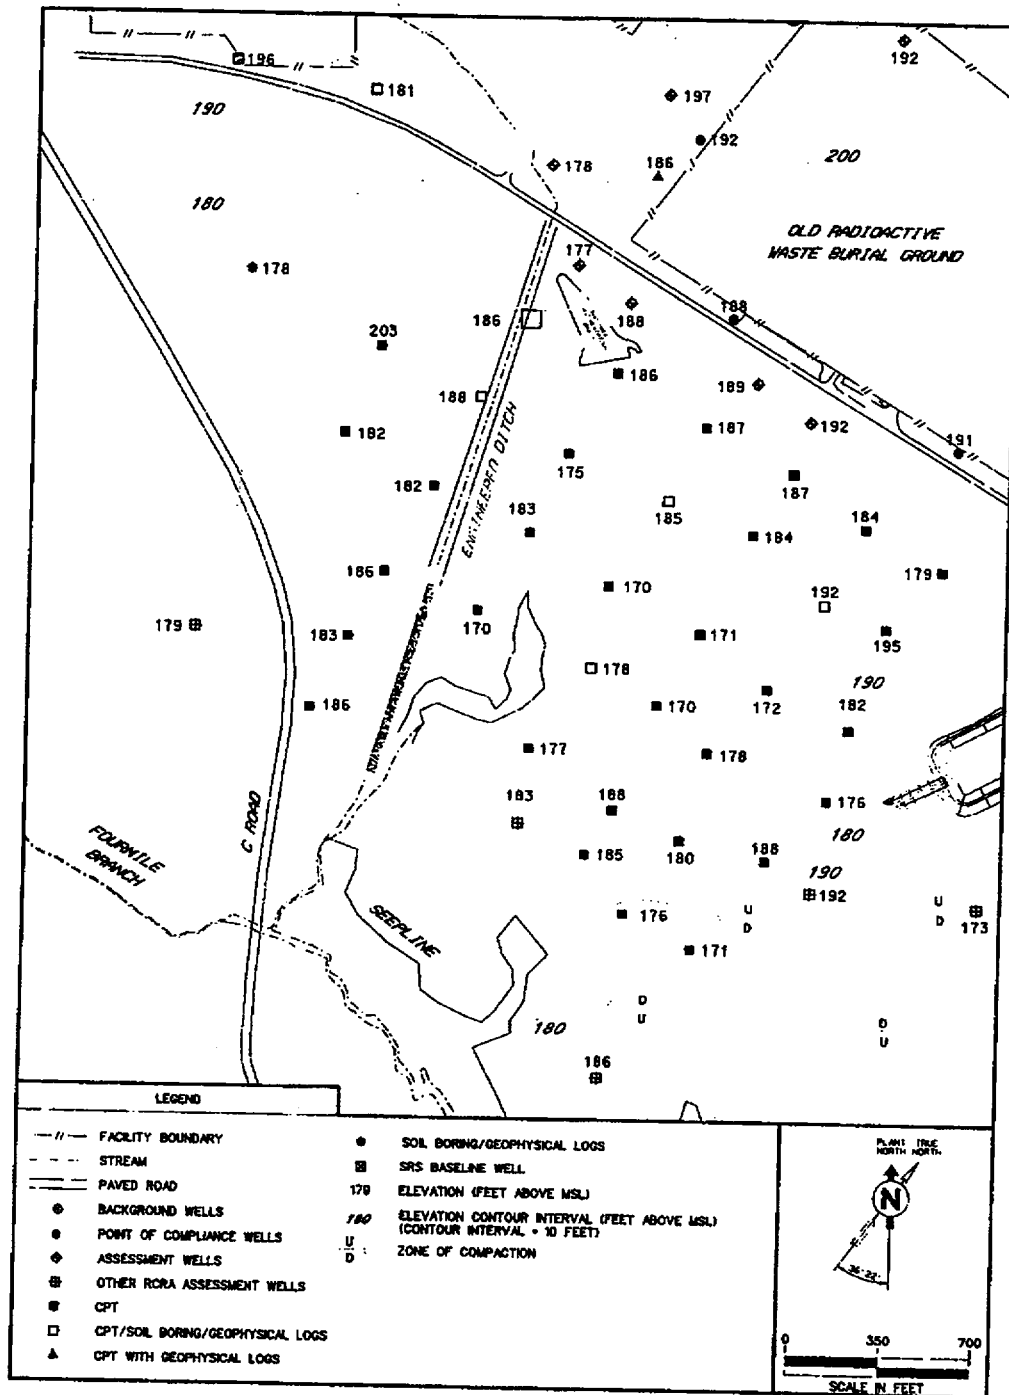 192
196
181
197
190
192
178
186
200
180
OLD RADIOACTIVE
WASTE BURIAL GROUND
177
178
188
186
188
203
186
189
188
187
192
182
191
175
187
182
185
183
184
184
ENGINEERED DITCH
186
179
170
192
170
179
183
171
195
178
190
186
170
172
182
177
178
188
176
183
C ROAD
180
FOURMILE
BRANCH
185
180
188
190
192
176
U
D
U
D
173
SEEPLINE
171
D
U
180
D
U
186
LEGEND
FACILITY BOUNDARY
STREAM
PAVED ROAD
BACKGROUND WELLS
POINT OF COMPLIANCE WELLS
ASSESSMENT WELLS
OTHER RCRA ASSESSMENT WELLS
CPT
CPT/SOIL BORING/GEOPHYSICAL LOGS
CPT WITH GEOPHYSICAL LOGS
SOIL BORING/GEOPHYSICAL LOGS
SRS BASELINE WELL
179 ELEVATION (FEET ABOVE MSL)
180 ELEVATION CONTOUR INTERVAL (FEET ABOVE MSL)
(CONTOUR INTERVAL = 10 FEET)
U
D ZONE OF COMPACTION
PLANT TRUE
NORTH NORTH
N
36°22'
0 350 700
SCALE IN FEET